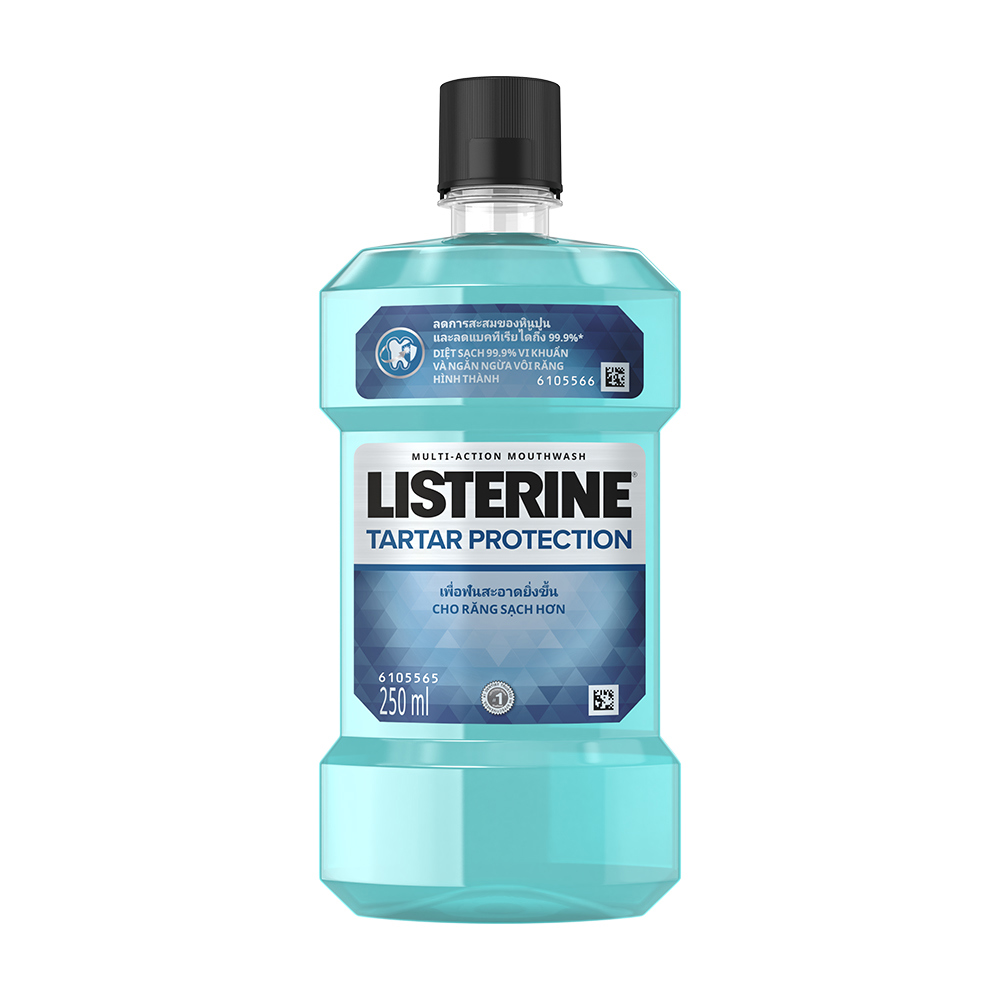 ลดการสะสมของหินปูน
และลดแบคทีเรียได้ถึง 99.9%*
DIỆT SẠCH 99.9% VI KHUẨN
VÀ NGĂN NGỪA VÔI RĂNG
HÌNH THÀNH
6105566
MULTI-ACTION MOUTHWASH
LISTERINE®
TARTAR PROTECTION
เพื่อฟันสะอาดยิ่งขึ้น
CHO RĂNG SẠCH HƠN
6105565
250 ml
#1